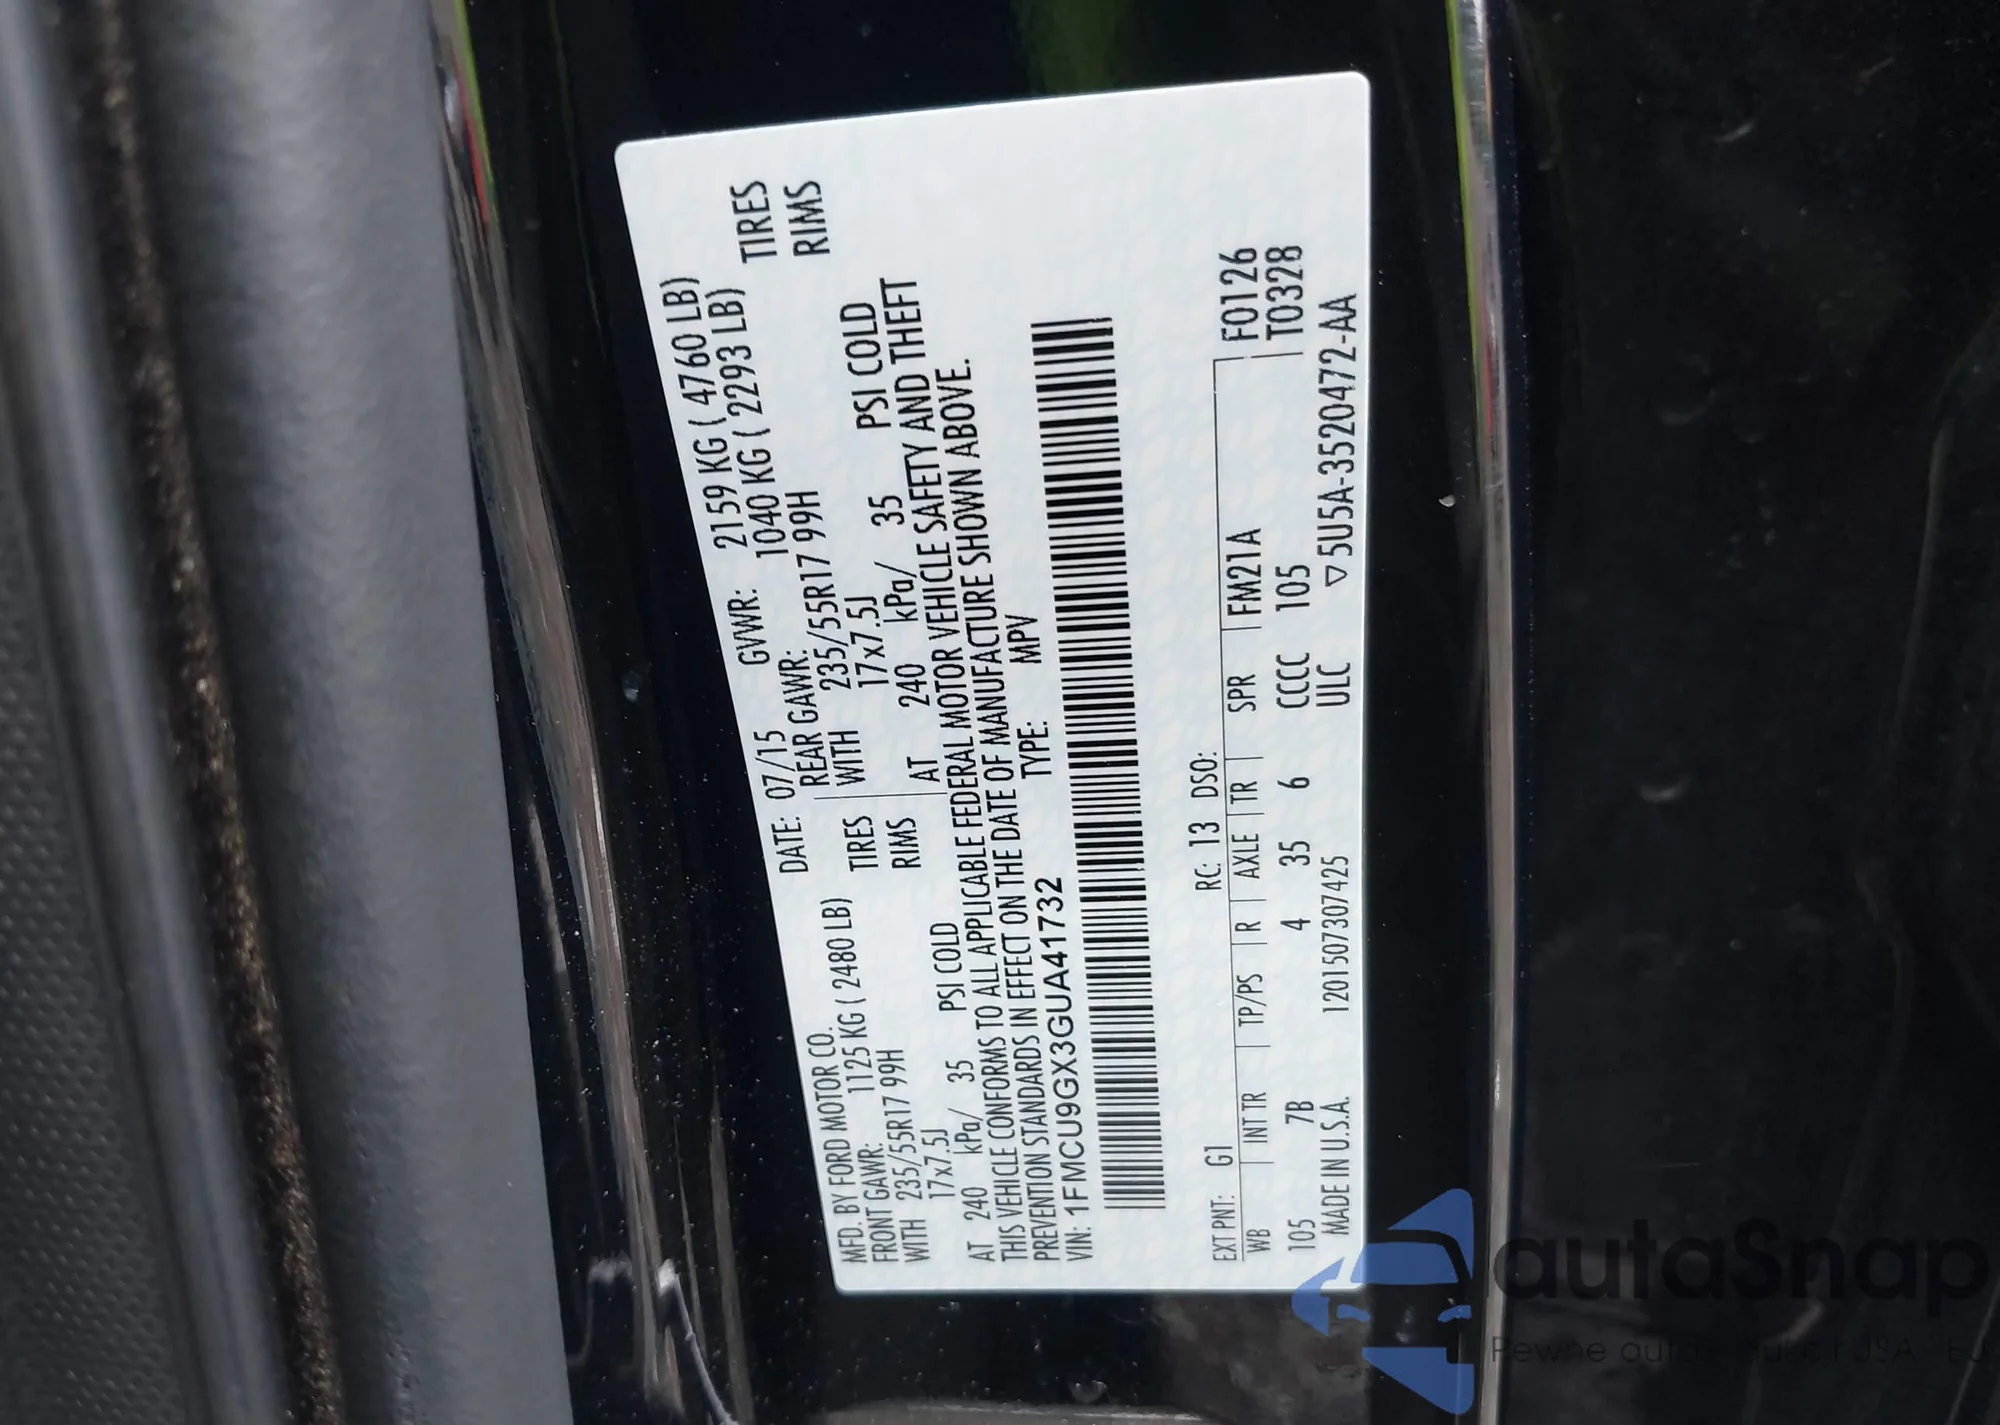 MFD. BY FORD MOTOR CO.
DATE: 07/15 GVWR: 2159 KG ( 4760 LB)
FRONT GAWR: 1125 KG ( 2480 LB)
REAR GAWR: 1040 KG ( 2293 LB)
WITH 235/55R17 99H TIRES
WITH 235/55R17 99H TIRES
17x7.5J RIMS
17x7.5J RIMS
AT 240 kPa/ 35 PSI COLD
AT 240 kPa/ 35 PSI COLD
THIS VEHICLE CONFORMS TO ALL APPLICABLE FEDERAL MOTOR VEHICLE SAFETY AND THEFT
PREVENTION STANDARDS IN EFFECT ON THE DATE OF MANUFACTURE SHOWN ABOVE.
VIN: 1FMCU9GX3GUA41732 TYPE: MPV
EXT PNT: G1 RC: 13 DSO:
WB INT TR TP/PS R AXLE TR SPR FM21A F0126
105 7B 4 35 6 CCCC 105 T0328
MADE IN U.S.A. 1201507307425 ULC ▽5U5A-3520472-AA
autaSnap
Pewne auta